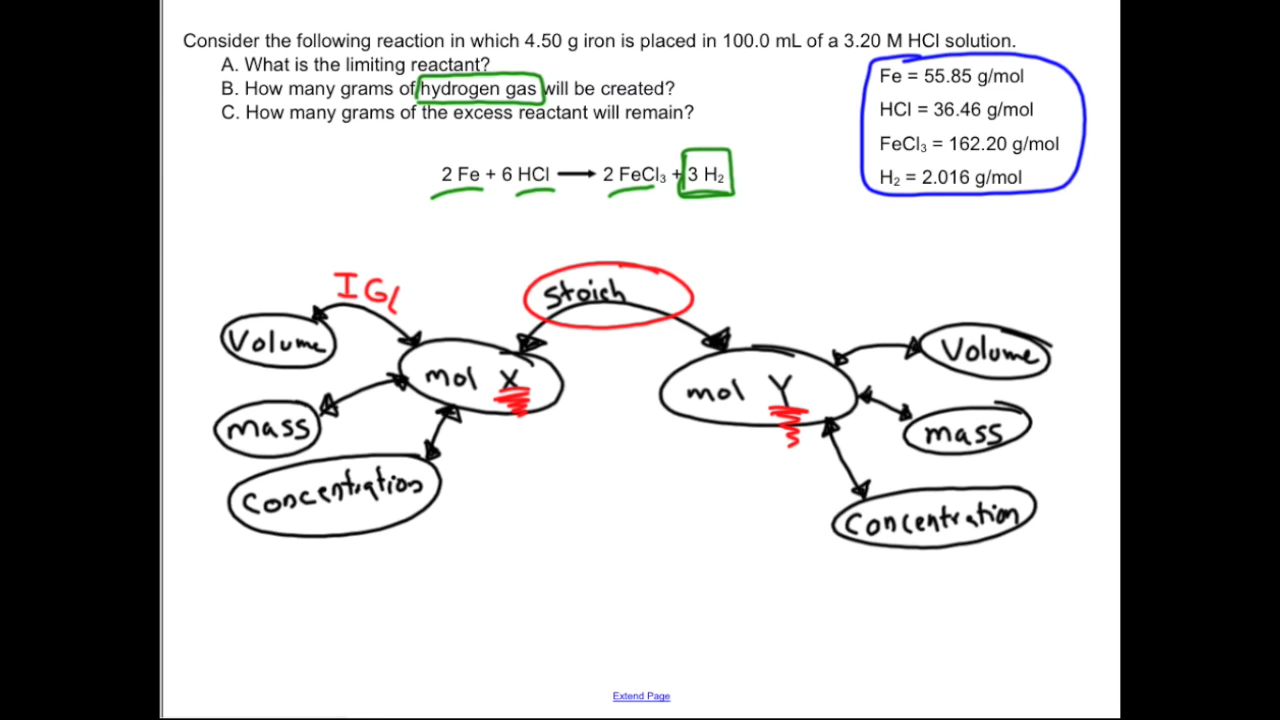 Consider the following reaction in which 4.50 g iron is placed in 100.0 mL of a 3.20 M HCl solution.
A. What is the limiting reactant?
B. How many grams of hydrogen gas will be created?
C. How many grams of the excess reactant will remain?
Fe = 55.85 g/mol
HCl = 36.46 g/mol
FeCl₃ = 162.20 g/mol
H₂ = 2.016 g/mol
2 Fe + 6 HCl ⟶ 2 FeCl₃ + 3 H₂
IGL
Stoich
Volume
mol X
mass
Concentration
mol Y
Volume
mass
Concentration
Extend Page